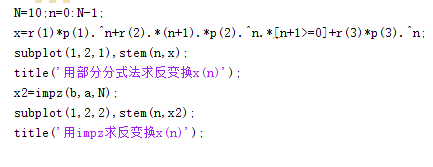 N=10;n=0:N-1;
x=r(1)*p(1).^n+r(2).*(n+1).*p(2).^n.*[n+1>=0]+r(3)*p(3).^n;
subplot(1,2,1),stem(n,x);
title('用部分分式法求反变换x(n)');
x2=impz(b,a,N);
subplot(1,2,2),stem(n,x2);
title('用impz求反变换x(n)');